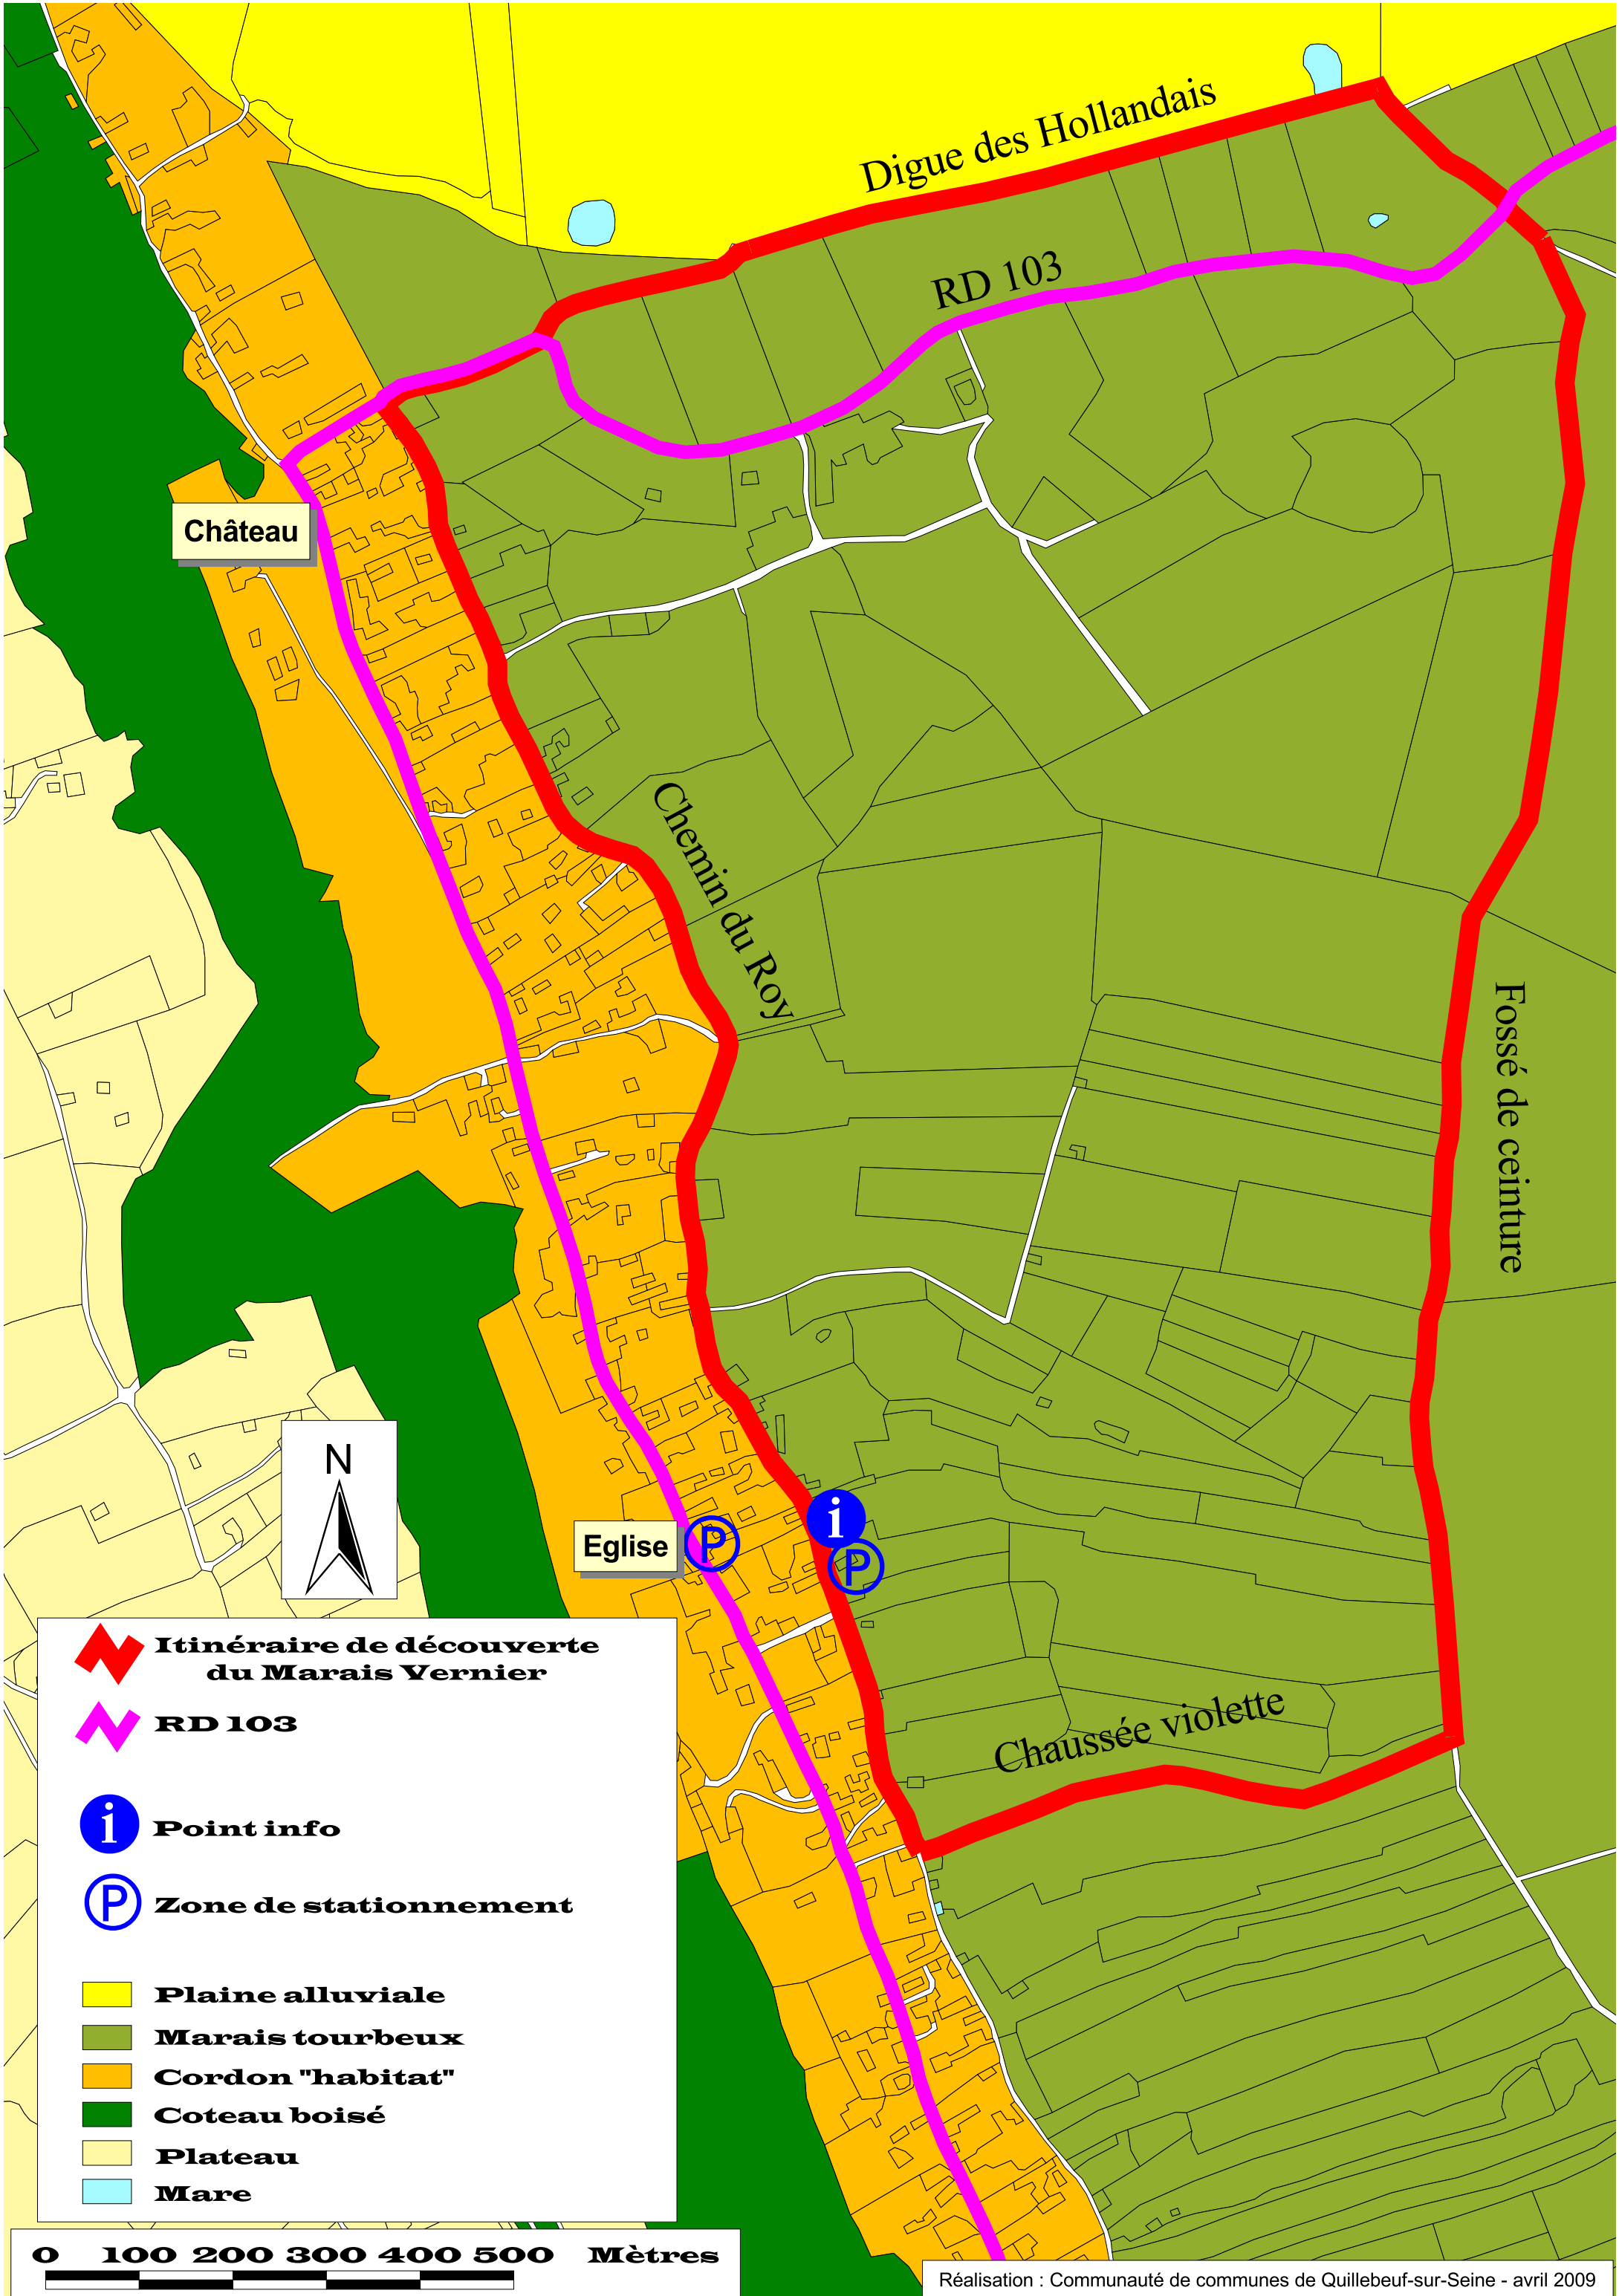 Digue des Hollandais
RD 103
Château
Chemin du Roy
Fossé de ceinture
N
i
Eglise
P
P
Chaussée violette
Itinéraire de découverte
du Marais Vernier
RD 103
i
Point info
P
Zone de stationnement
Plaine alluviale
Marais tourbeux
Cordon "habitat"
Coteau boisé
Plateau
Mare
0 100 200 300 400 500 Mètres
Réalisation : Communauté de communes de Quillebeuf-sur-Seine - avril 2009